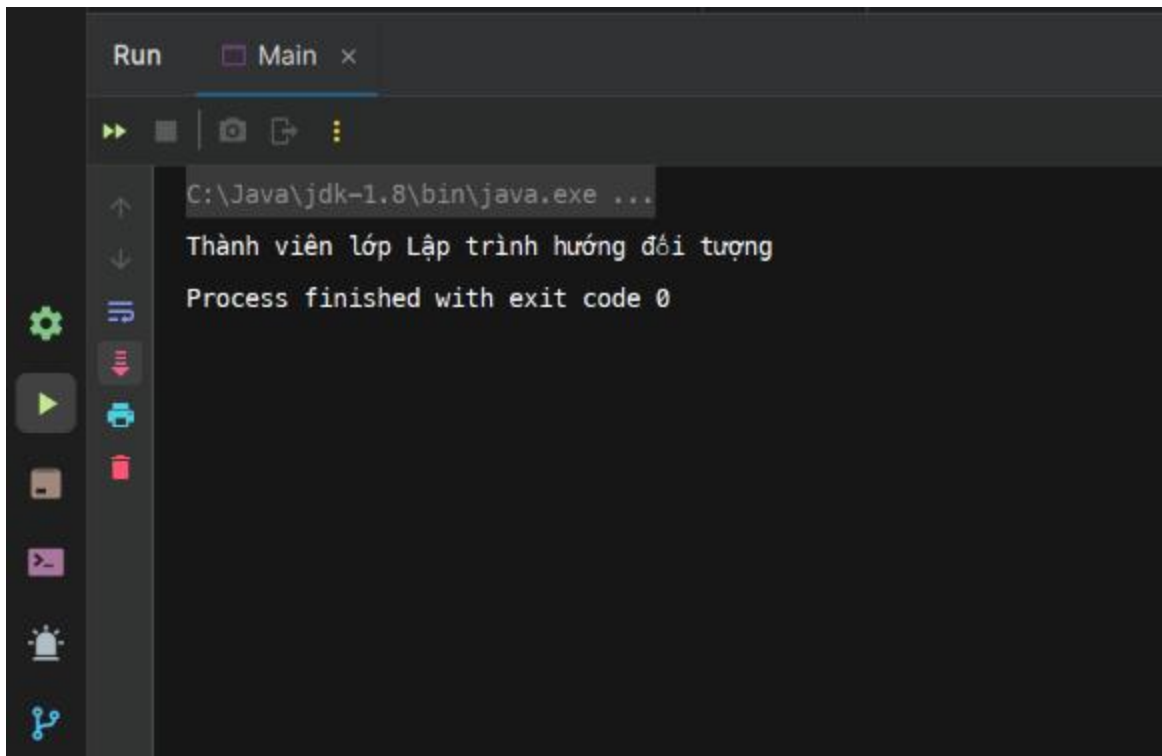 Run Main ×
C:\Java\jdk-1.8\bin\java.exe ...
Thành viên lớp Lập trình hướng đối tượng
Process finished with exit code 0